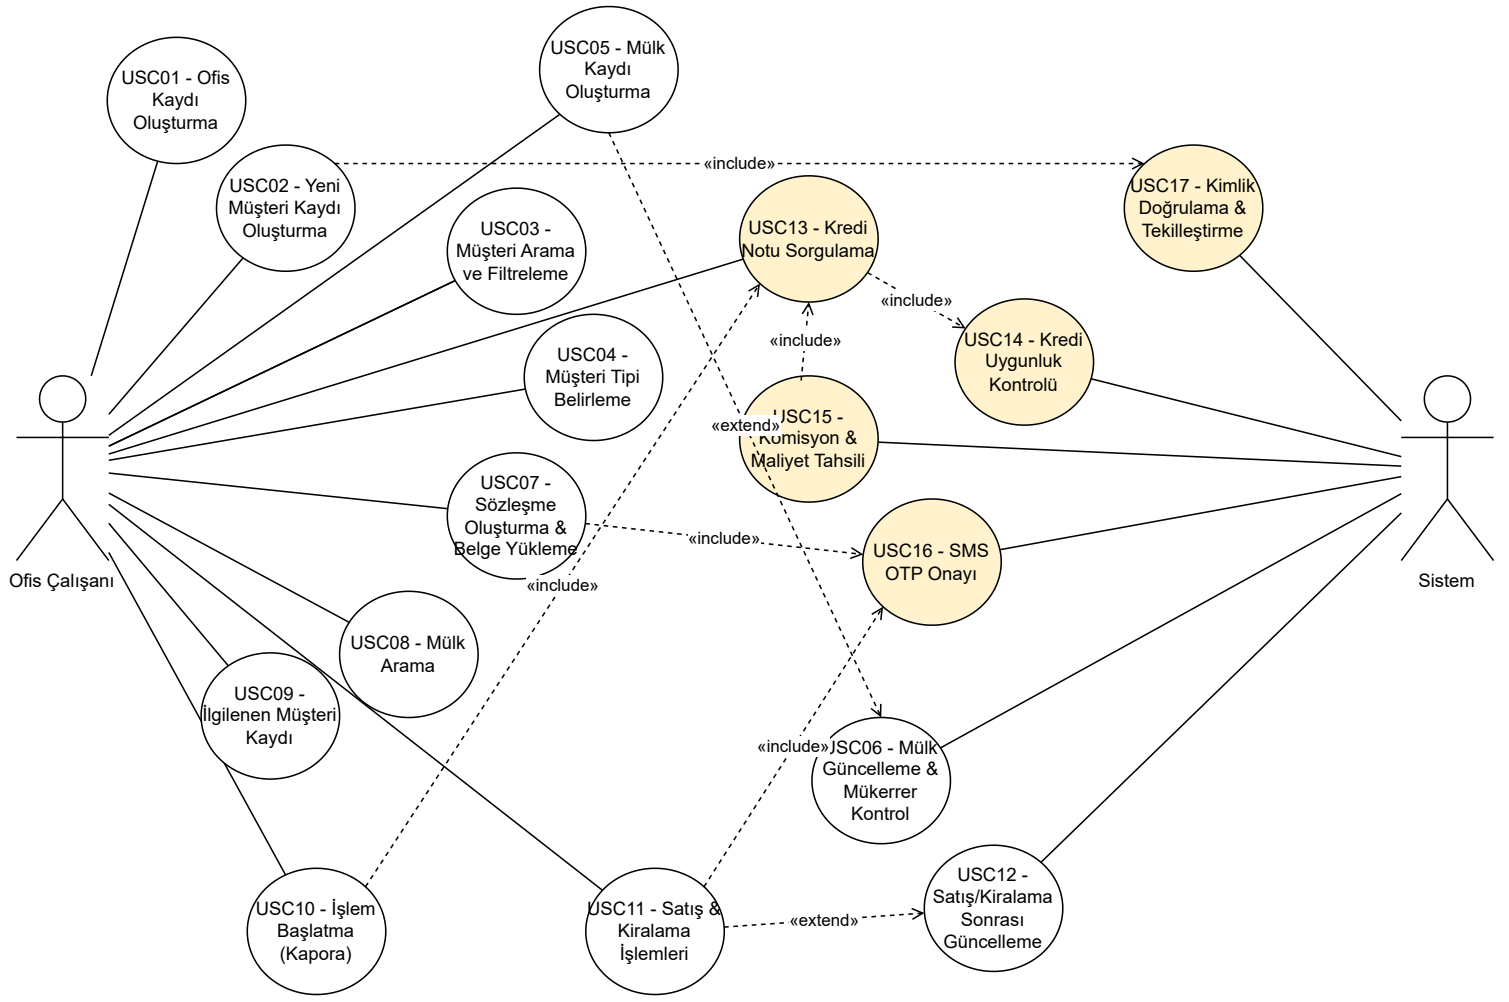 USC05 - Mülk
Kaydı
Oluşturma
USC01 - Ofis
Kaydı
Oluşturma
«include»
USC02 - Yeni
Müşteri Kaydı
Oluşturma
USC17 - Kimlik
Doğrulama &
Tekilleştirme
USC03 -
Müşteri Arama
ve Filtreleme
USC13 - Kredi
Notu Sorgulama
«include»
«include»
USC14 - Kredi
Uygunluk
Kontrolü
USC04 -
Müşteri Tipi
Belirleme
USC15 -
Komisyon &
Maliyet Tahsili
«extend»
USC07 -
Sözleşme
Oluşturma &
Belge Yükleme
«include»
USC16 - SMS
OTP Onayı
Ofis Çalışanı
Sistem
«include»
USC08 - Mülk
Arama
USC09 -
İlgilenen Müşteri
Kaydı
«include»
USC06 - Mülk
Güncelleme &
Mükerrer
Kontrol
USC10 - İşlem
Başlatma
(Kapora)
USC11 - Satış &
Kiralama
İşlemleri
«extend»
USC12 -
Satış/Kiralama
Sonrası
Güncelleme